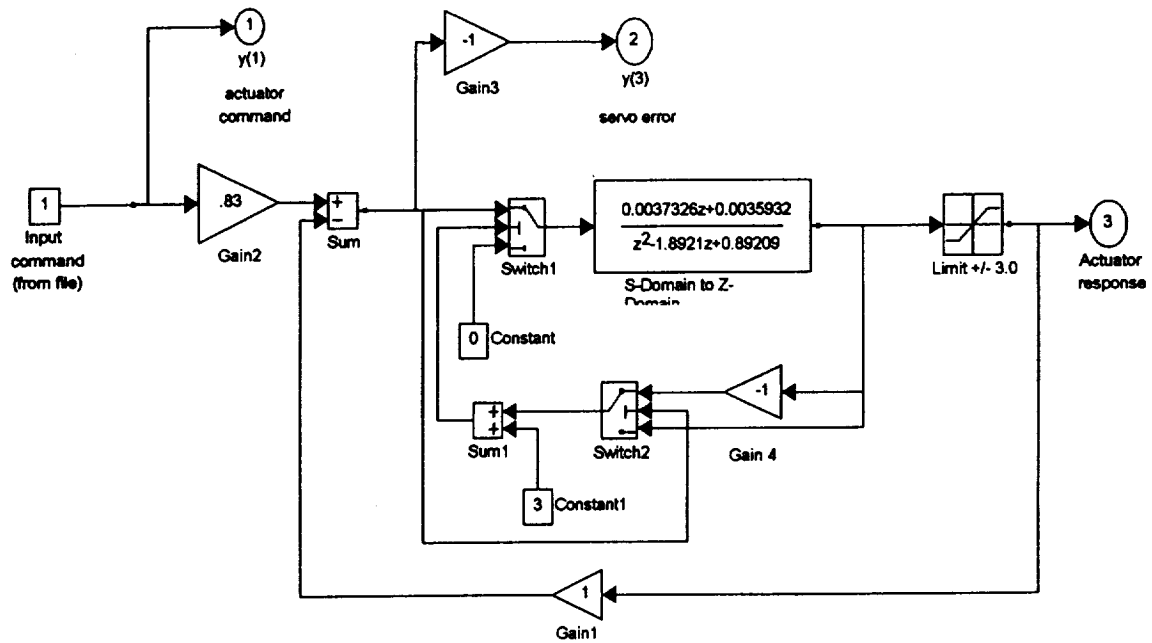 1
y(1)
actuator
command
-1
Gain3
2
y(3)
servo error
1
Input
command
(from file)
.83
Gain2
+
−
Sum
Switch1
0.0037326z+0.0035932
z2-1.8921z+0.89209
S-Domain to Z-
Domain
Limit +/- 3.0
3
Actuator
response
0
Constant
+
+
Sum1
Switch2
-1
Gain 4
3
Constant1
1
Gain1